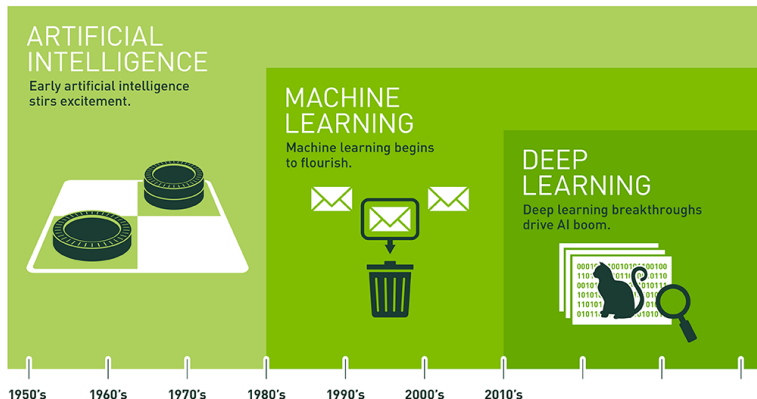 ARTIFICIAL
INTELLIGENCE
Early artificial intelligence
stirs excitement.
MACHINE
LEARNING
Machine learning begins
to flourish.
DEEP
LEARNING
Deep learning breakthroughs
drive AI boom.
1950's
1960's
1970's
1980's
1990's
2000's
2010's